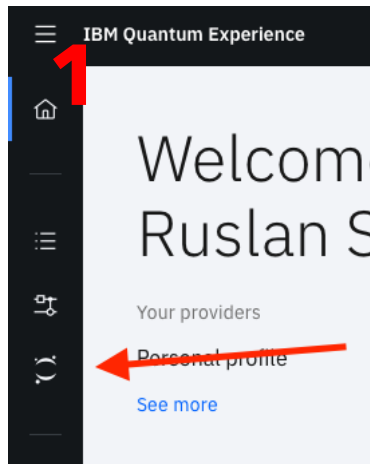 IBM Quantum Experience
1
Welcome
Ruslan S
Your providers
Personal profile
See more